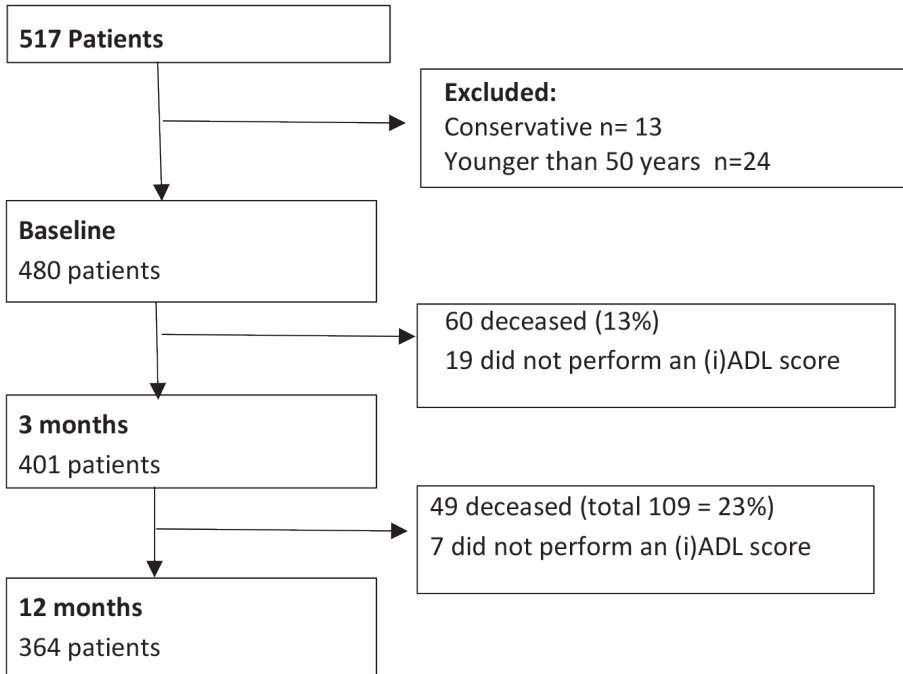 517 Patients
Excluded:
Conservative n= 13
Younger than 50 years n=24
Baseline
480 patients
60 deceased (13%)
19 did not perform an (i)ADL score
3 months
401 patients
49 deceased (total 109 = 23%)
7 did not perform an (i)ADL score
12 months
364 patients